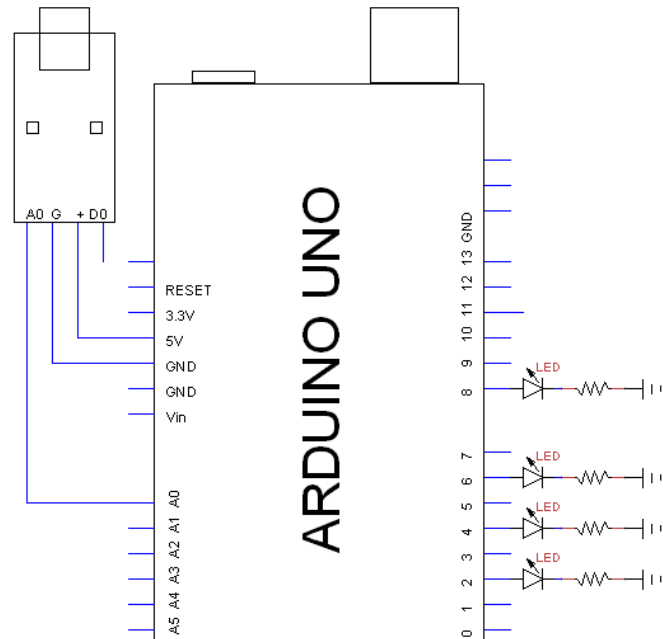 A0 G + D0
RESET
3.3V
5V
GND
GND
Vin
A0
A1
A2
A3
A4
A5
ARDUINO UNO
GND
13
12
11
10
9
8
7
6
5
4
3
2
1
0
LED
LED
LED
LED